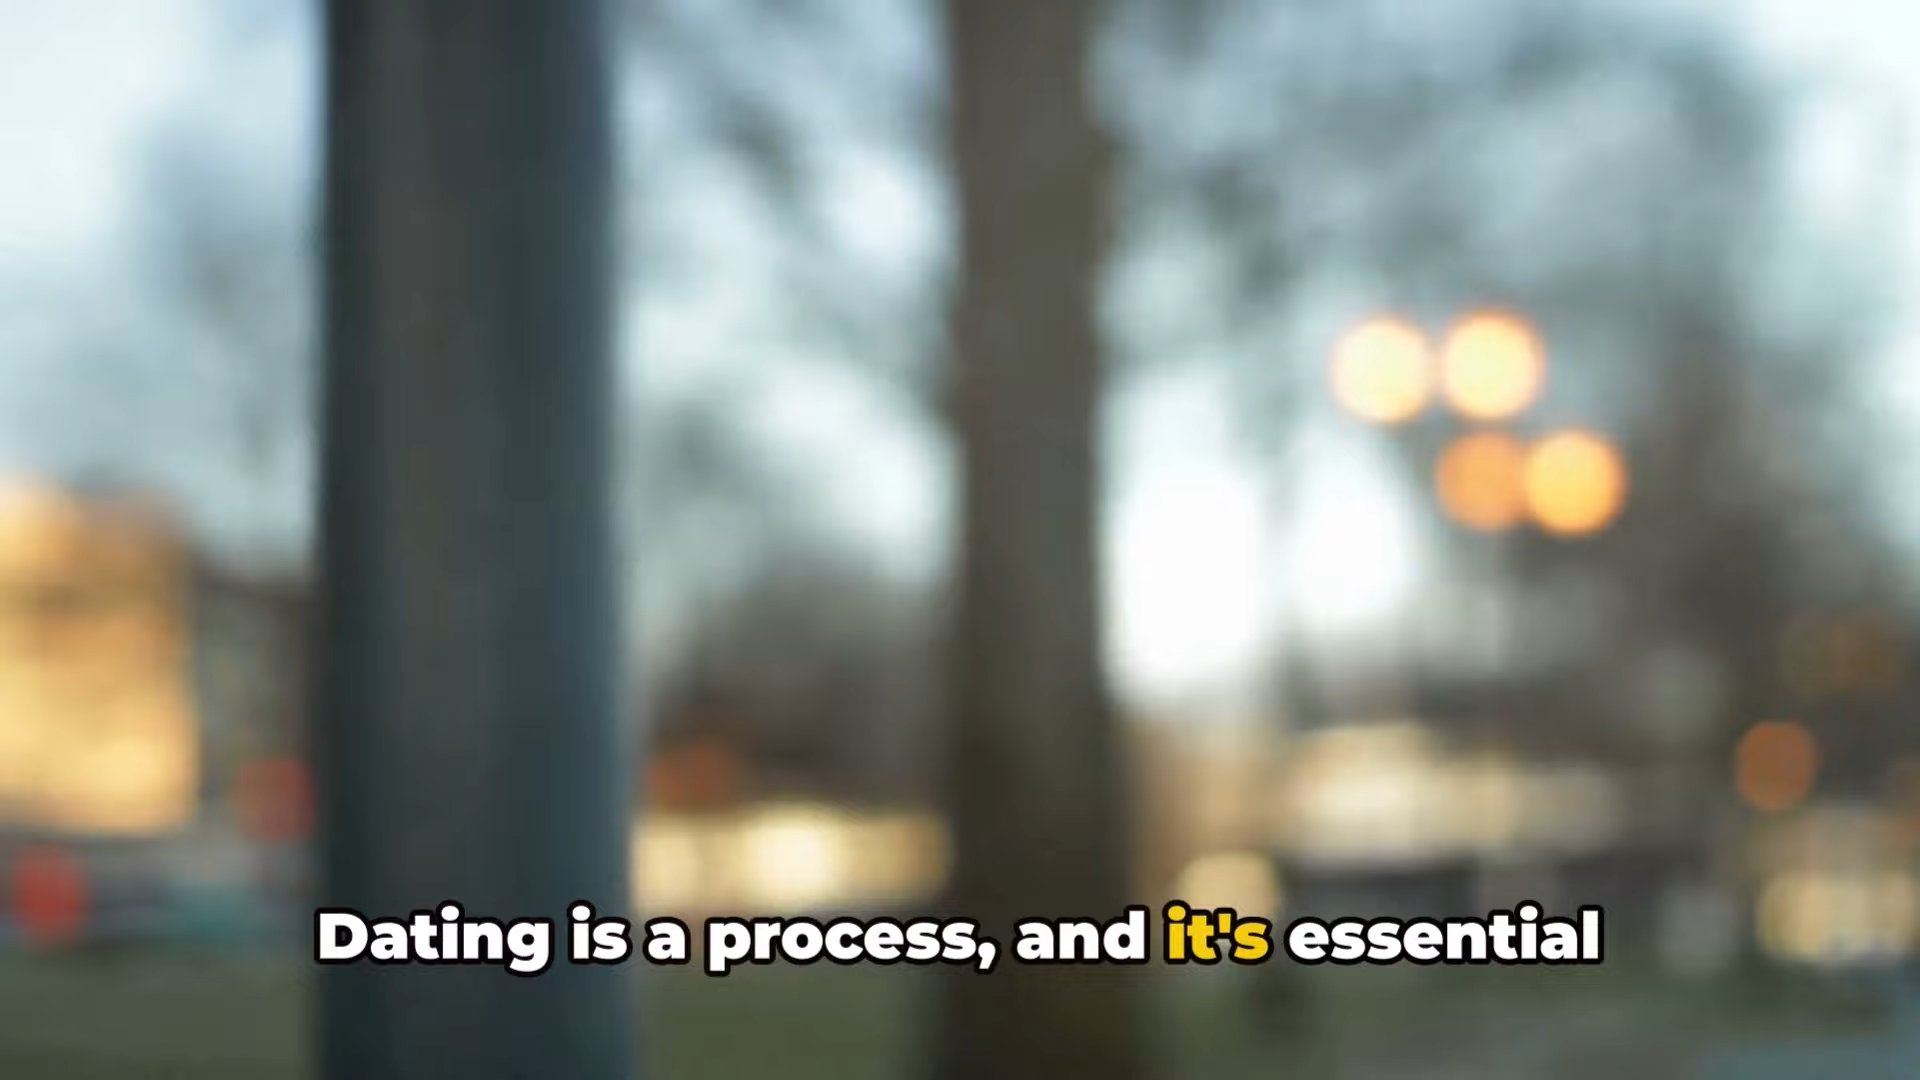 Dating is a process, and it's essential